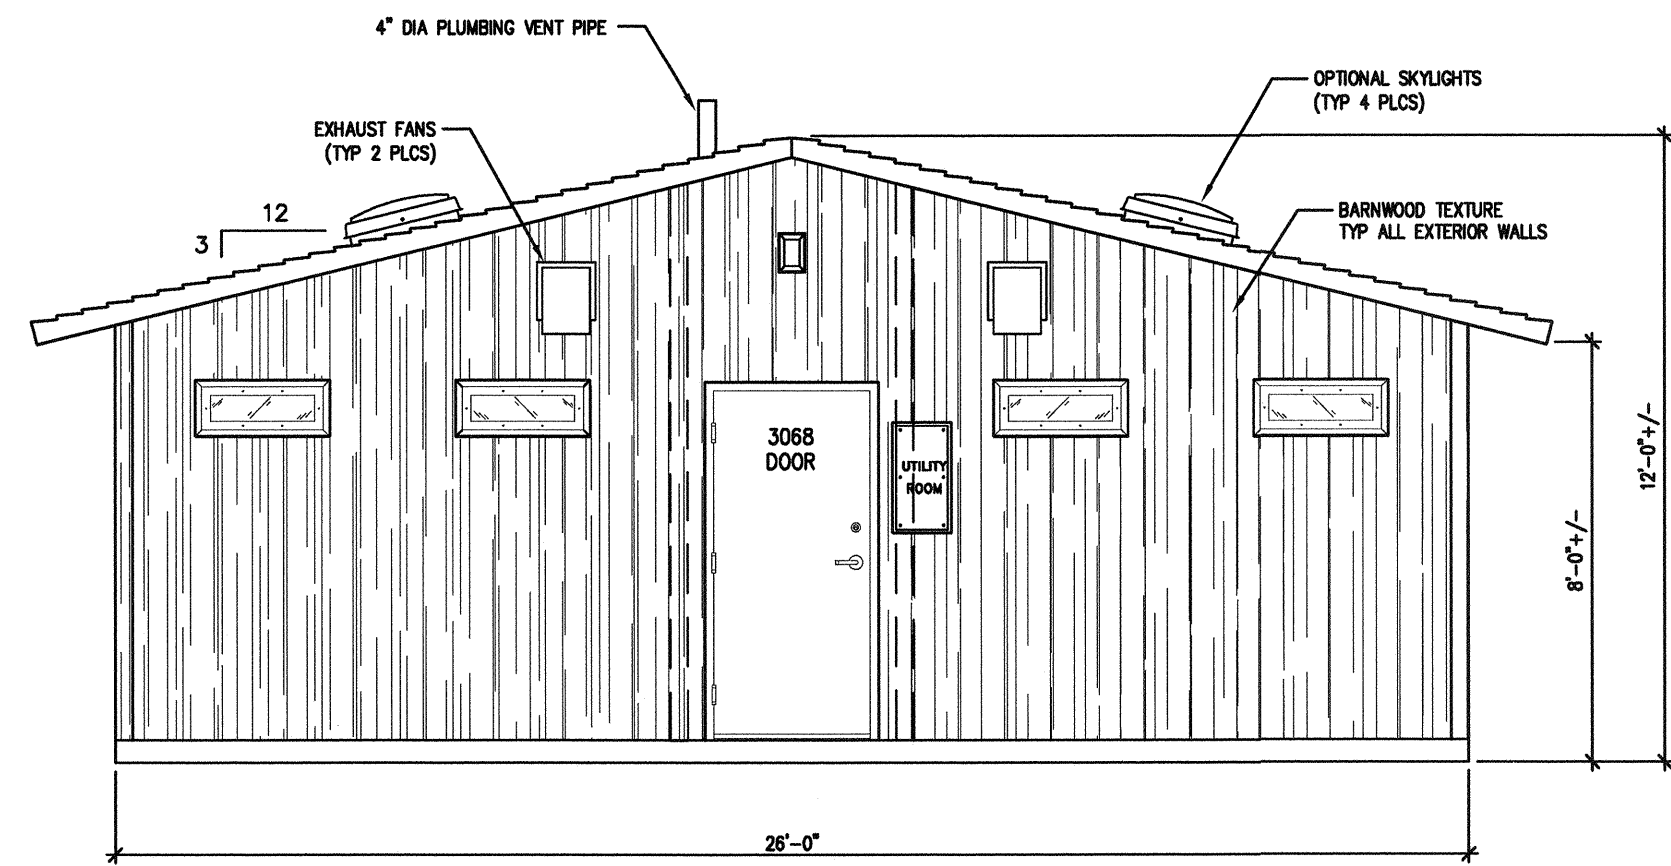 4" DIA PLUMBING VENT PIPE
OPTIONAL SKYLIGHTS
(TYP 4 PLCS)
EXHAUST FANS
(TYP 2 PLCS)
12
3
BARNWOOD TEXTURE
TYP ALL EXTERIOR WALLS
3068
DOOR
UTILITY
ROOM
12'-0"+/-
8'-0"+/-
26'-0"